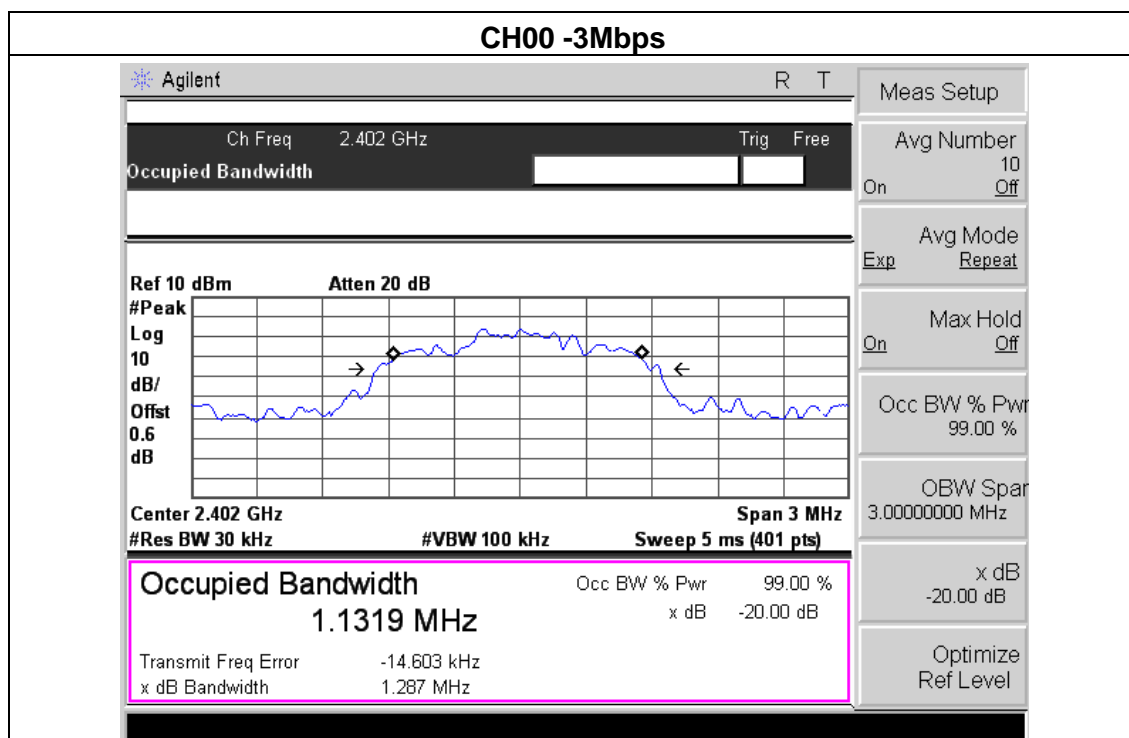 CH00 -3Mbps
Agilent R T
Ch Freq 2.402 GHz Trig Free
Occupied Bandwidth
Ref 10 dBm Atten 20 dB
#Peak
Log
10
dB/
Offst
0.6
dB
Center 2.402 GHz Span 3 MHz
#Res BW 30 kHz #VBW 100 kHz Sweep 5 ms (401 pts)
Occupied Bandwidth Occ BW % Pwr 99.00 %
1.1319 MHz x dB -20.00 dB
Transmit Freq Error -14.603 kHz
x dB Bandwidth 1.287 MHz
Meas Setup
Avg Number
10
On Off
Avg Mode
Exp Repeat
Max Hold
On Off
Occ BW % Pwr
99.00 %
OBW Span
3.00000000 MHz
x dB
-20.00 dB
Optimize
Ref Level